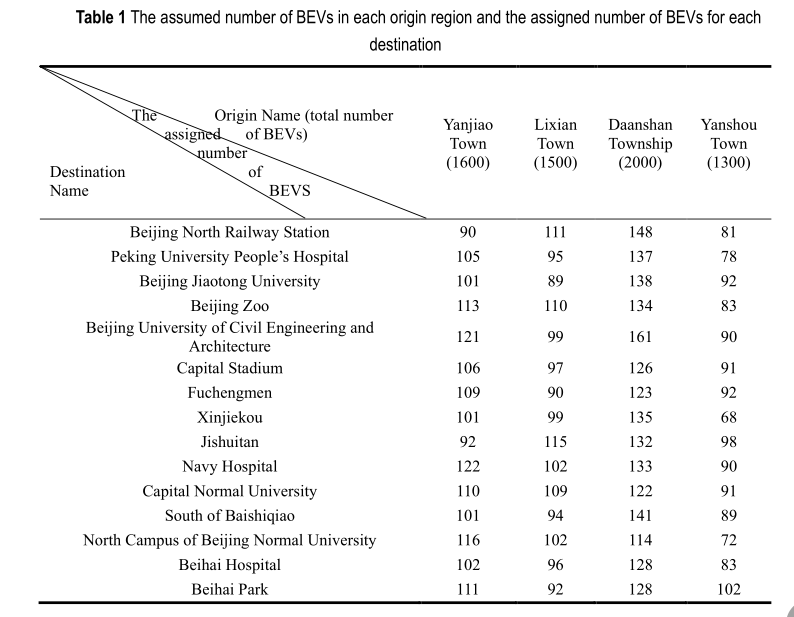 Table 1 The assumed number of BEVs in each origin region and the assigned number of BEVs for each
destination
The assigned number of BEVS
Origin Name (total number of BEVs)
Destination Name
Yanjiao Town (1600)
Lixian Town (1500)
Daanshan Township (2000)
Yanshou Town (1300)
Beijing North Railway Station 90 111 148 81
Peking University People's Hospital 105 95 137 78
Beijing Jiaotong University 101 89 138 92
Beijing Zoo 113 110 134 83
Beijing University of Civil Engineering and
Architecture 121 99 161 90
Capital Stadium 106 97 126 91
Fuchengmen 109 90 123 92
Xinjiekou 101 99 135 68
Jishuitan 92 115 132 98
Navy Hospital 122 102 133 90
Capital Normal University 110 109 122 91
South of Baishiqiao 101 94 141 89
North Campus of Beijing Normal University 116 102 114 72
Beihai Hospital 102 96 128 83
Beihai Park 111 92 128 102